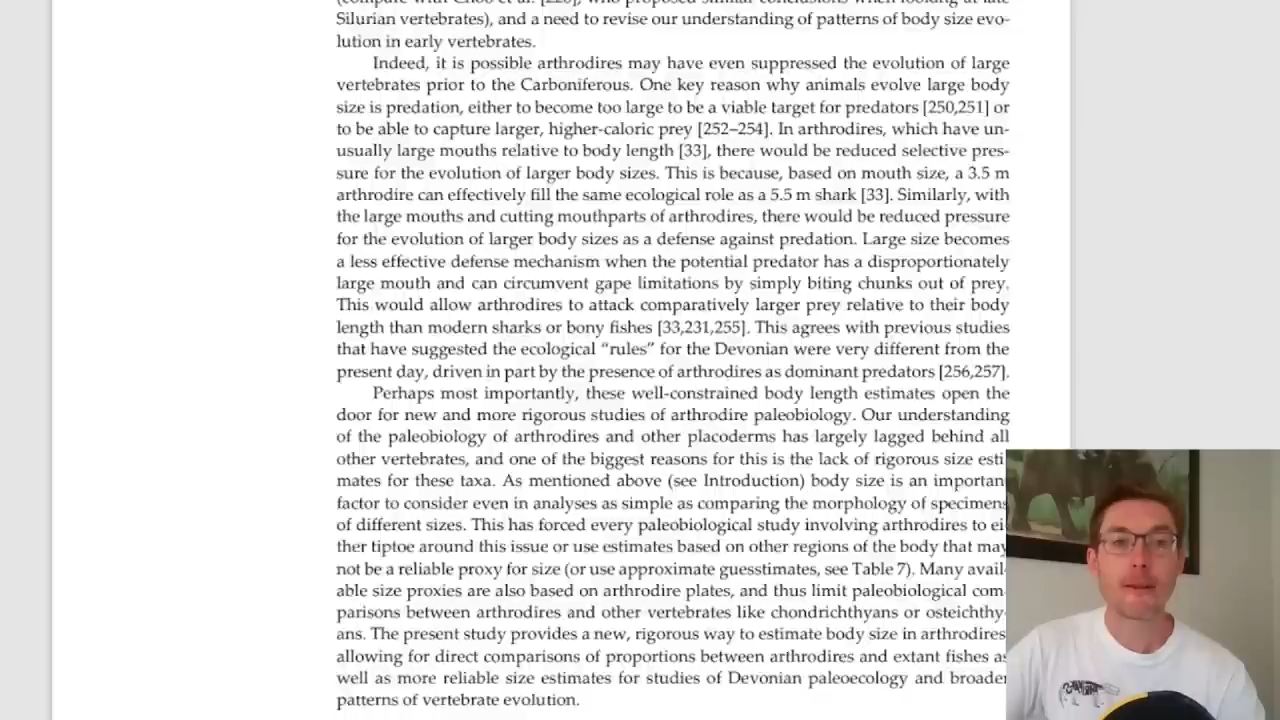 Silurian vertebrates), and a need to revise our understanding of patterns of body size evo-
lution in early vertebrates.
Indeed, it is possible arthrodires may have even suppressed the evolution of large
vertebrates prior to the Carboniferous. One key reason why animals evolve large body
size is predation, either to become too large to be a viable target for predators [250,251] or
to be able to capture larger, higher-caloric prey [252–254]. In arthrodires, which have un-
usually large mouths relative to body length [33], there would be reduced selective pres-
sure for the evolution of larger body sizes. This is because, based on mouth size, a 3.5 m
arthrodire can effectively fill the same ecological role as a 5.5 m shark [33]. Similarly, with
the large mouths and cutting mouthparts of arthrodires, there would be reduced pressure
for the evolution of larger body sizes as a defense against predation. Large size becomes
a less effective defense mechanism when the potential predator has a disproportionately
large mouth and can circumvent gape limitations by simply biting chunks out of prey.
This would allow arthrodires to attack comparatively larger prey relative to their body
length than modern sharks or bony fishes [33,231,255]. This agrees with previous studies
that have suggested the ecological “rules” for the Devonian were very different from the
present day, driven in part by the presence of arthrodires as dominant predators [256,257].
Perhaps most importantly, these well-constrained body length estimates open the
door for new and more rigorous studies of arthrodire paleobiology. Our understanding
of the paleobiology of arthrodires and other placoderms has largely lagged behind all
other vertebrates, and one of the biggest reasons for this is the lack of rigorous size esti
mates for these taxa. As mentioned above (see Introduction) body size is an importan
factor to consider even in analyses as simple as comparing the morphology of specimens
of different sizes. This has forced every paleobiological study involving arthrodires to ei
ther tiptoe around this issue or use estimates based on other regions of the body that may
not be a reliable proxy for size (or use approximate guesstimates, see Table 7). Many avail
able size proxies are also based on arthrodire plates, and thus limit paleobiological com
parisons between arthrodires and other vertebrates like chondrichthyans or osteichthy
ans. The present study provides a new, rigorous way to estimate body size in arthrodires
allowing for direct comparisons of proportions between arthrodires and extant fishes as
well as more reliable size estimates for studies of Devonian paleoecology and broader
patterns of vertebrate evolution.